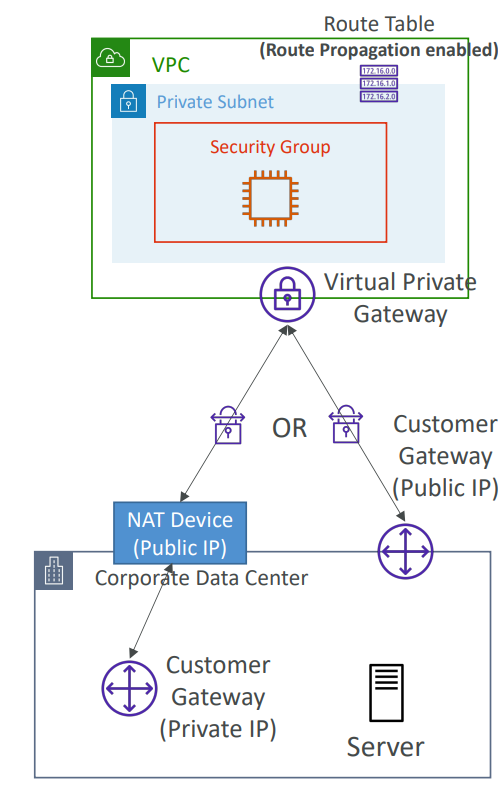 Route Table
(Route Propagation enabled)
VPC
172.16.0.0
172.16.1.0
172.16.2.0
Private Subnet
Security Group
Virtual Private
Gateway
OR
Customer
Gateway
(Public IP)
NAT Device
(Public IP)
Corporate Data Center
Customer
Gateway
(Private IP)
Server